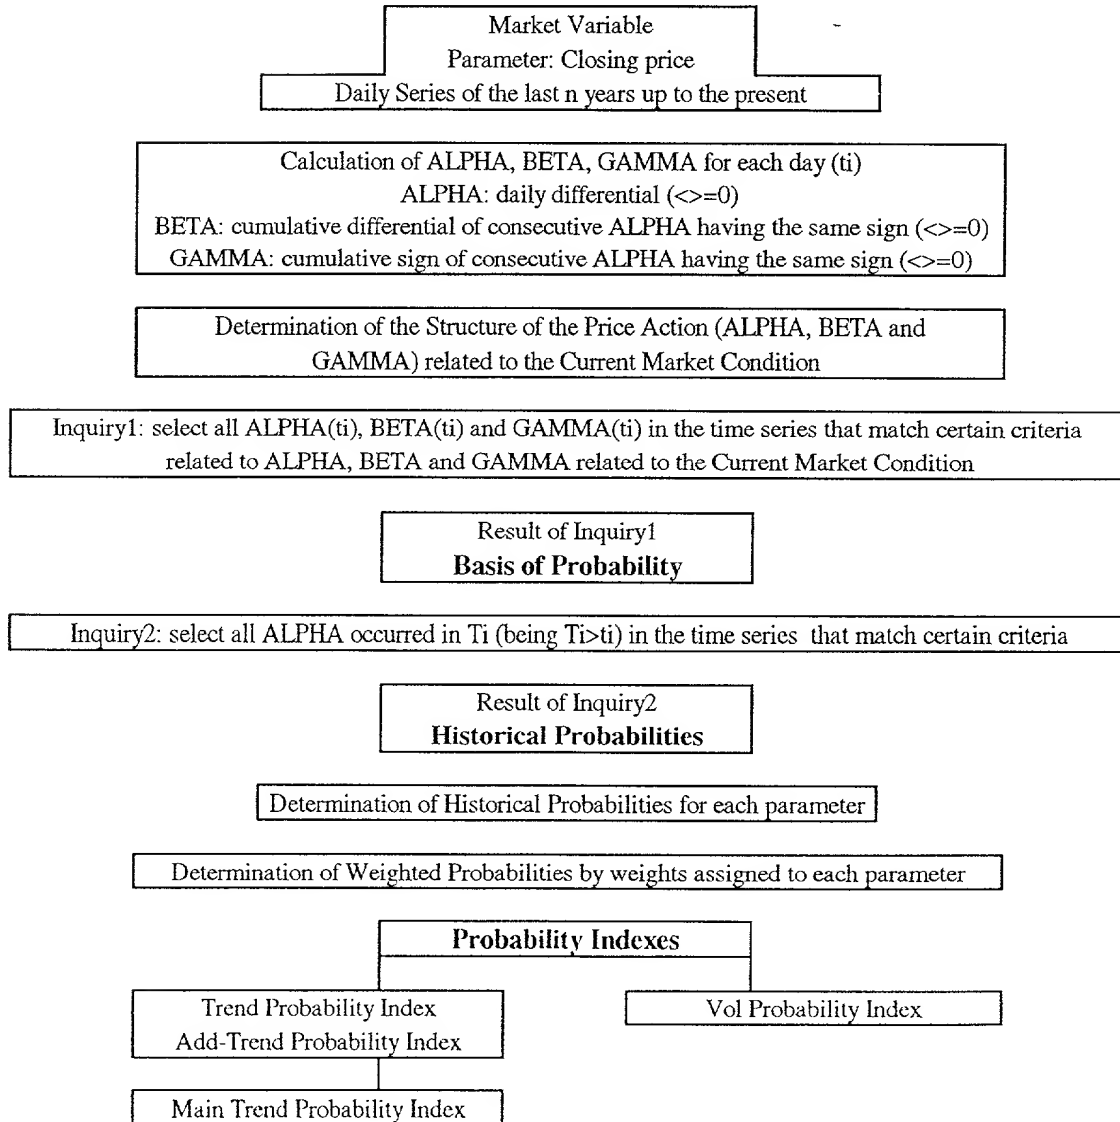 Market Variable
Parameter: Closing price
Daily Series of the last n years up to the present
Calculation of ALPHA, BETA, GAMMA for each day (ti)
ALPHA: daily differential (<>=0)
BETA: cumulative differential of consecutive ALPHA having the same sign (<>=0)
GAMMA: cumulative sign of consecutive ALPHA having the same sign (<>=0)
Determination of the Structure of the Price Action (ALPHA, BETA and
GAMMA) related to the Current Market Condition
Inquiry1: select all ALPHA(ti), BETA(ti) and GAMMA(ti) in the time series that match certain criteria
related to ALPHA, BETA and GAMMA related to the Current Market Condition
Result of Inquiry1
Basis of Probability
Inquiry2: select all ALPHA occurred in Ti (being Ti>ti) in the time series that match certain criteria
Result of Inquiry2
Historical Probabilities
Determination of Historical Probabilities for each parameter
Determination of Weighted Probabilities by weights assigned to each parameter
Probability Indexes
Trend Probability Index
Add-Trend Probability Index
Vol Probability Index
Main Trend Probability Index